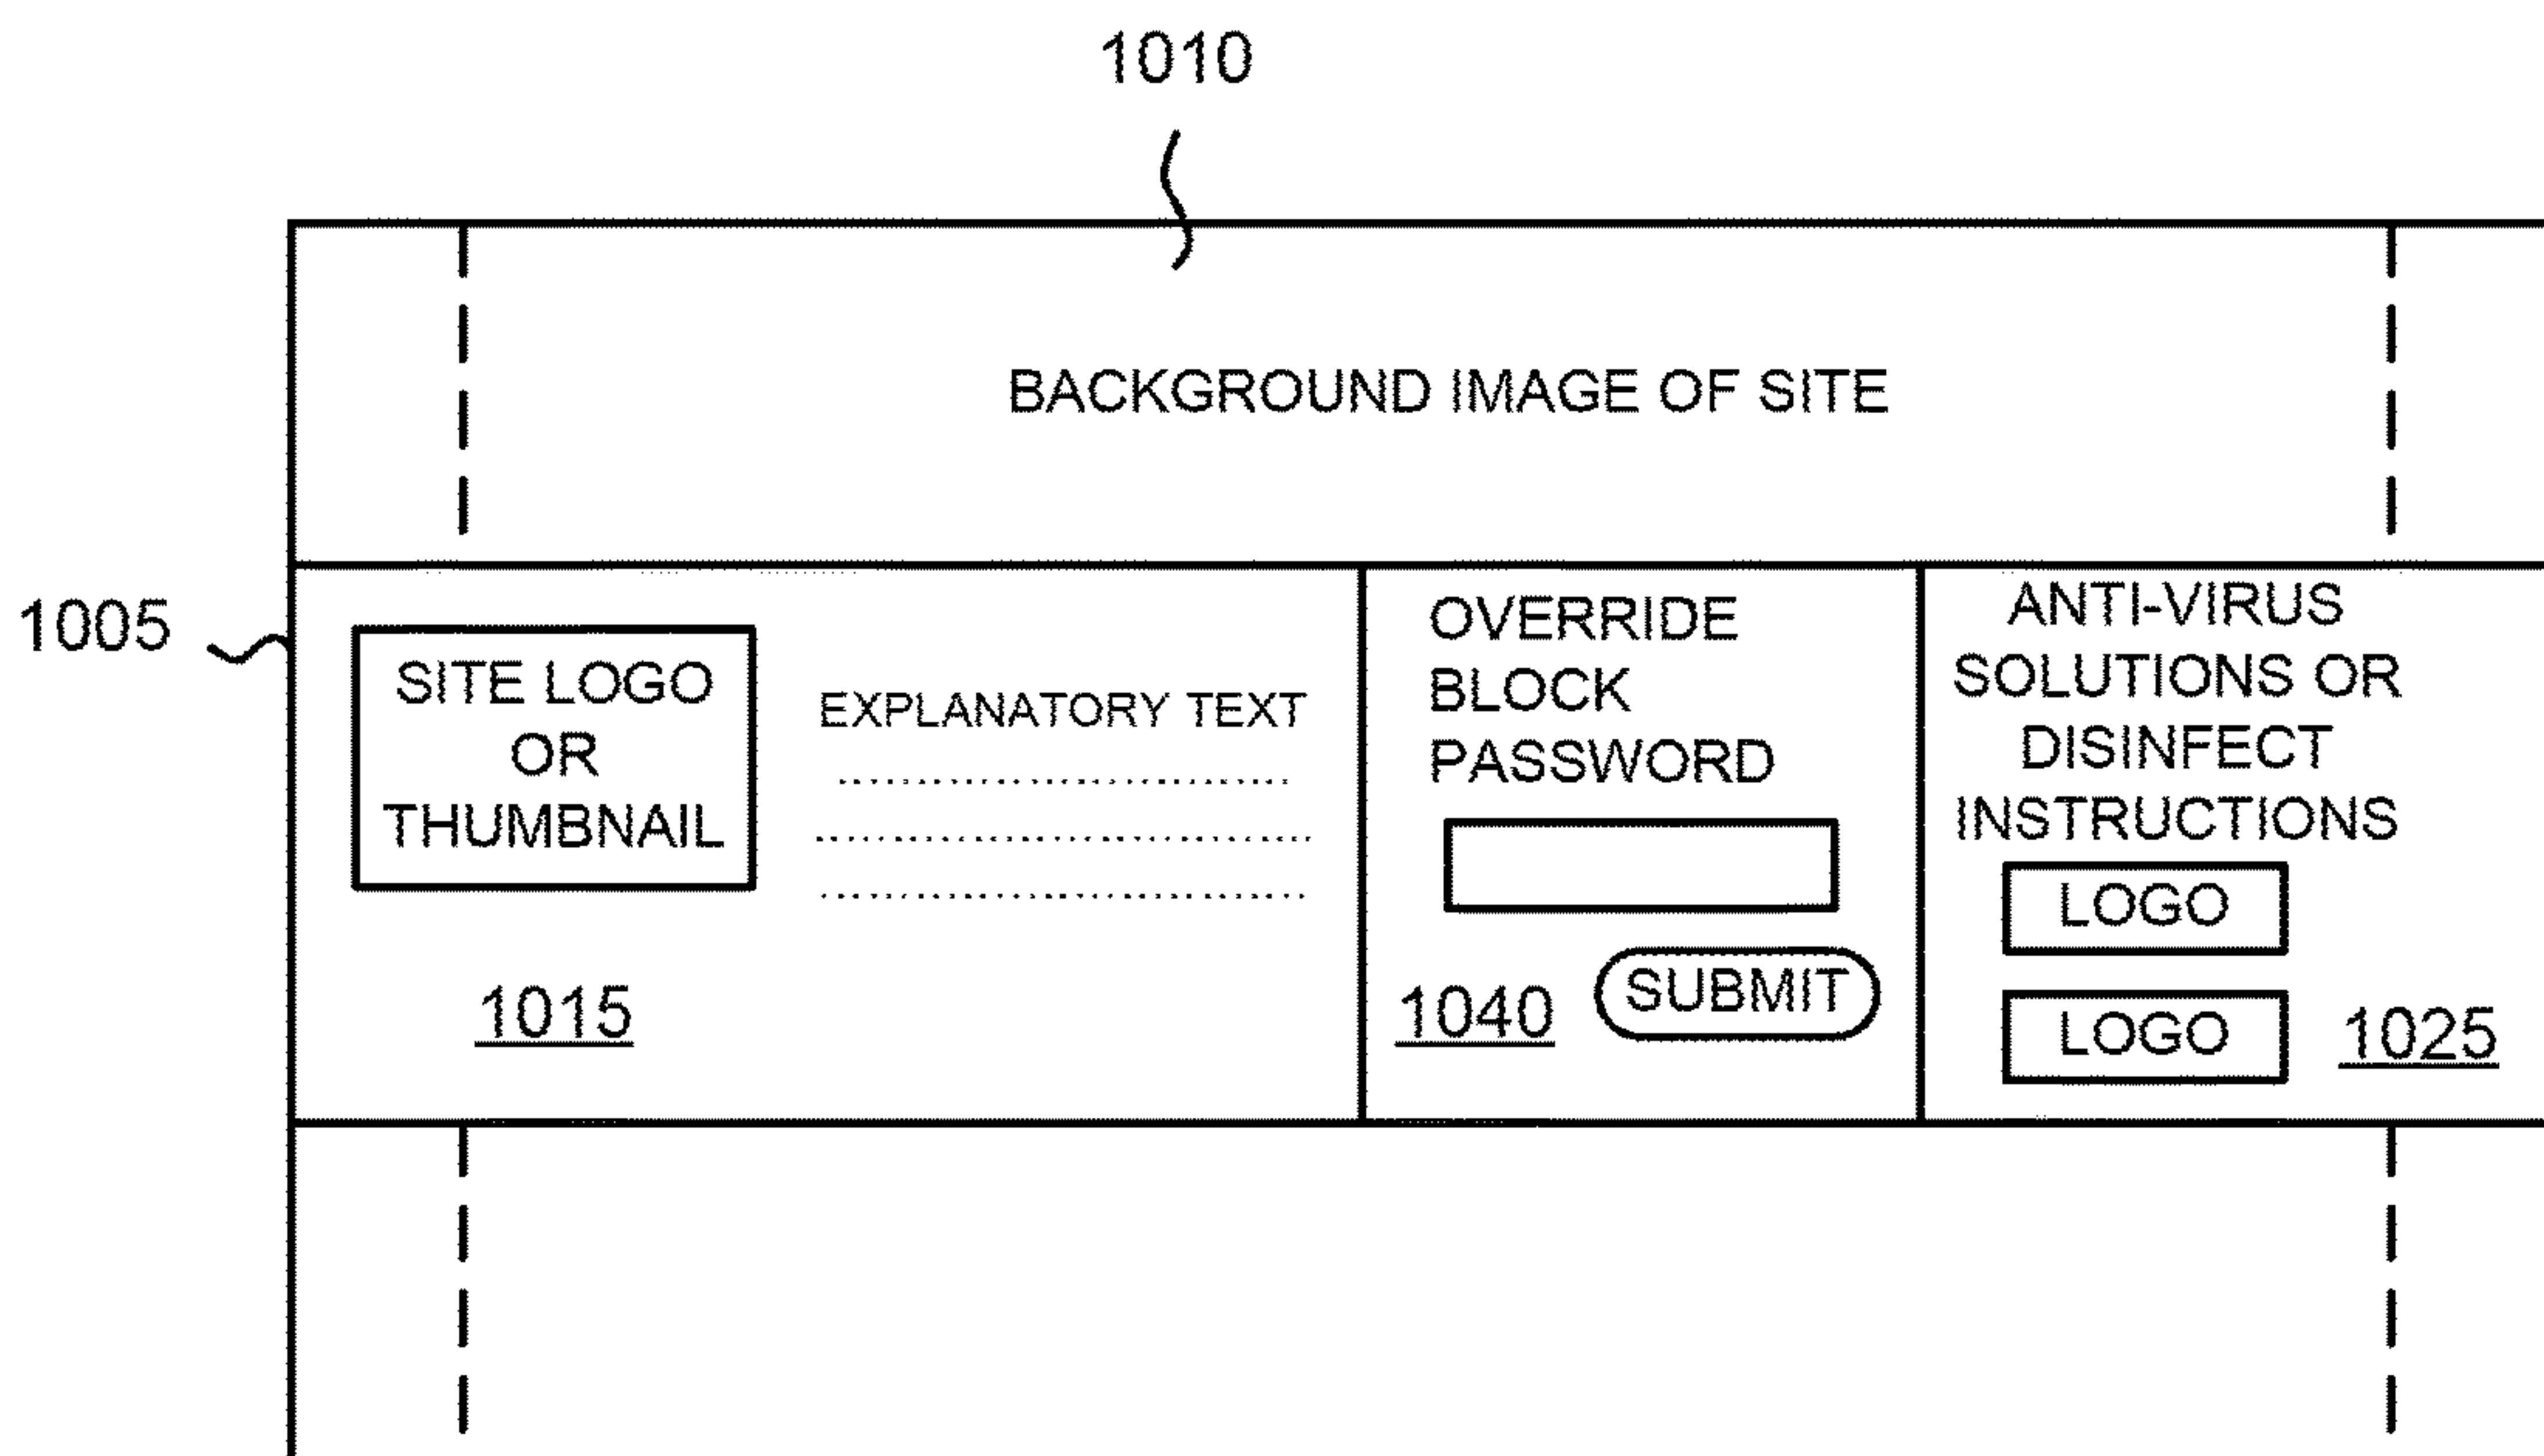 1010
BACKGROUND IMAGE OF SITE
1005
SITE LOGO
OR
THUMBNAIL
EXPLANATORY TEXT
1015
OVERRIDE
BLOCK
PASSWORD
SUBMIT
1040
ANTI-VIRUS
SOLUTIONS OR
DISINFECT
INSTRUCTIONS
LOGO
LOGO
1025